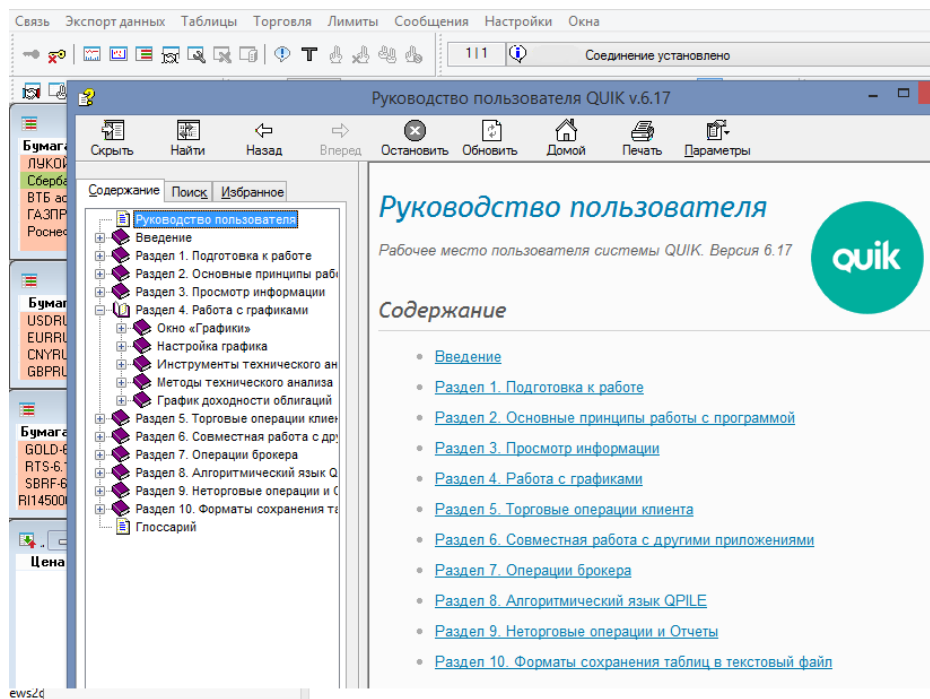 Связь Экспорт данных Таблицы Торговля Лимиты Сообщения Настройки Окна
1|1 Соединение установлено
Руководство пользователя QUIK v.6.17
Скрыть Найти Назад Вперед Остановить Обновить Домой Печать Параметры
Содержание Поиск Избранное
Руководство пользователя
Введение
Раздел 1. Подготовка к работе
Раздел 2. Основные принципы рабо
Раздел 3. Просмотр информации
Раздел 4. Работа с графиками
Окно «Графики»
Настройка графика
Инструменты технического ан
Методы технического анализа
График доходности облигаций
Раздел 5. Торговые операции клиен
Раздел 6. Совместная работа с дру
Раздел 7. Операции брокера
Раздел 8. Алгоритмический язык Q
Раздел 9. Неторговые операции и О
Раздел 10. Форматы сохранения та
Глоссарий
Руководство пользователя
Рабочее место пользователя системы QUIK. Версия 6.17
quik
Содержание
Введение
Раздел 1. Подготовка к работе
Раздел 2. Основные принципы работы с программой
Раздел 3. Просмотр информации
Раздел 4. Работа с графиками
Раздел 5. Торговые операции клиента
Раздел 6. Совместная работа с другими приложениями
Раздел 7. Операции брокера
Раздел 8. Алгоритмический язык QPILE
Раздел 9. Неторговые операции и Отчеты
Раздел 10. Форматы сохранения таблиц в текстовый файл
Бумага
ЛУКОЙ
Сберба
ВТБ ао
ГАЗПР
Роснеф
Бумаг
USDRU
EURRU
CNYRU
GBPRU
Бумага
GOLD-6
RTS-6.1
SBRF-6
RI14500
Цена